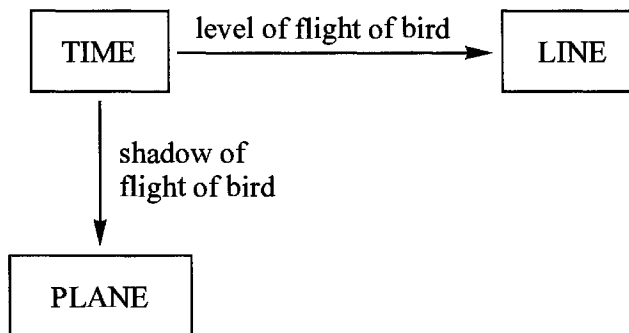 level of flight of bird
TIME
LINE
shadow of
flight of bird
PLANE